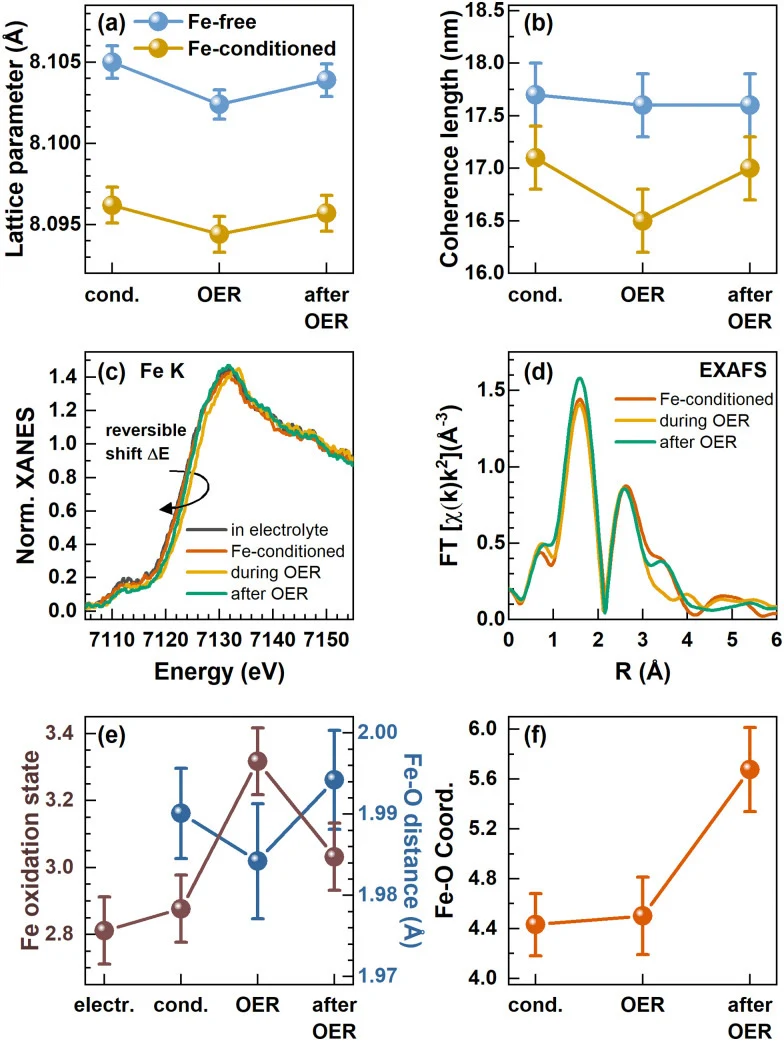 (a)
Fe-free
Fe-conditioned
Lattice parameter (Å)
8.105
8.100
8.095
cond.
OER
after
OER
(b)
Coherence length (nm)
18.5
18.0
17.5
17.0
16.5
16.0
cond.
OER
after
OER
(c)
Fe K
Norm. XANES
1.4
1.2
1.0
0.8
0.6
0.4
0.2
0.0
reversible
shift ΔE
in electrolyte
Fe-conditioned
during OER
after OER
7110 7120 7130 7140 7150
Energy (eV)
(d)
EXAFS
FT [χ(k)k²](Å-³)
1.5
1.0
0.5
0.0
Fe-conditioned
during OER
after OER
0 1 2 3 4 5 6
R (Å)
(e)
Fe oxidation state
3.4
3.2
3.0
2.8
Fe-O distance (Å)
2.00
1.99
1.98
1.97
electr.
cond.
OER
after
OER
(f)
Fe-O Coord.
6.0
5.6
5.2
4.8
4.4
4.0
cond.
OER
after
OER